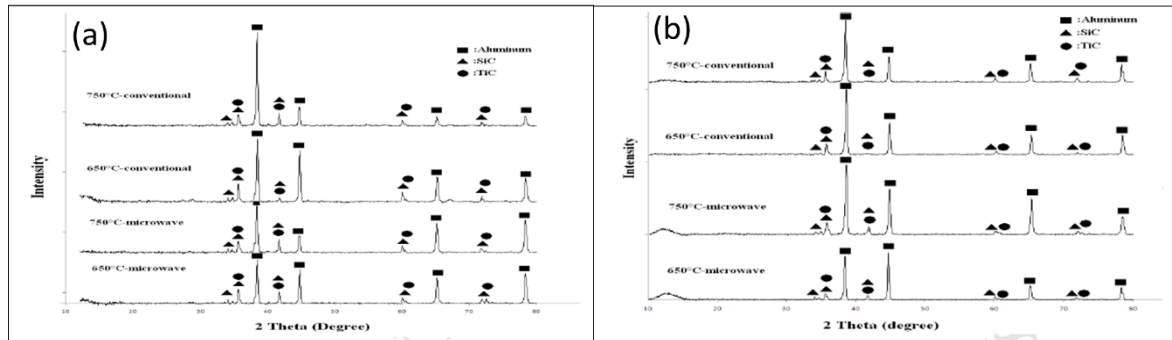 (a)
:Aluminum
:SiC
:TiC
750°C-conventional
650°C-conventional
750°C-microwave
650°C-microwave
Intensity
10 20 30 40 50 60 70 80
2 Theta (Degree)
(b)
:Aluminum
:SiC
:TiC
750°C-conventional
650°C-conventional
750°C-microwave
650°C-microwave
Intensity
10 20 30 40 50 60 70 80
2 Theta (degree)